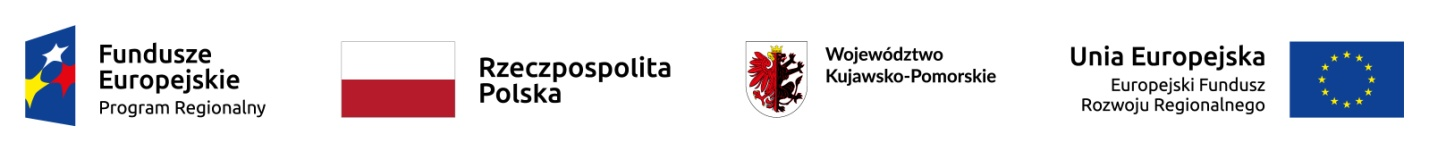 Fundusze
Europejskie
Program Regionalny
Rzeczpospolita
Polska
Województwo
Kujawsko-Pomorskie
Unia Europejska
Europejski Fundusz
Rozwoju Regionalnego